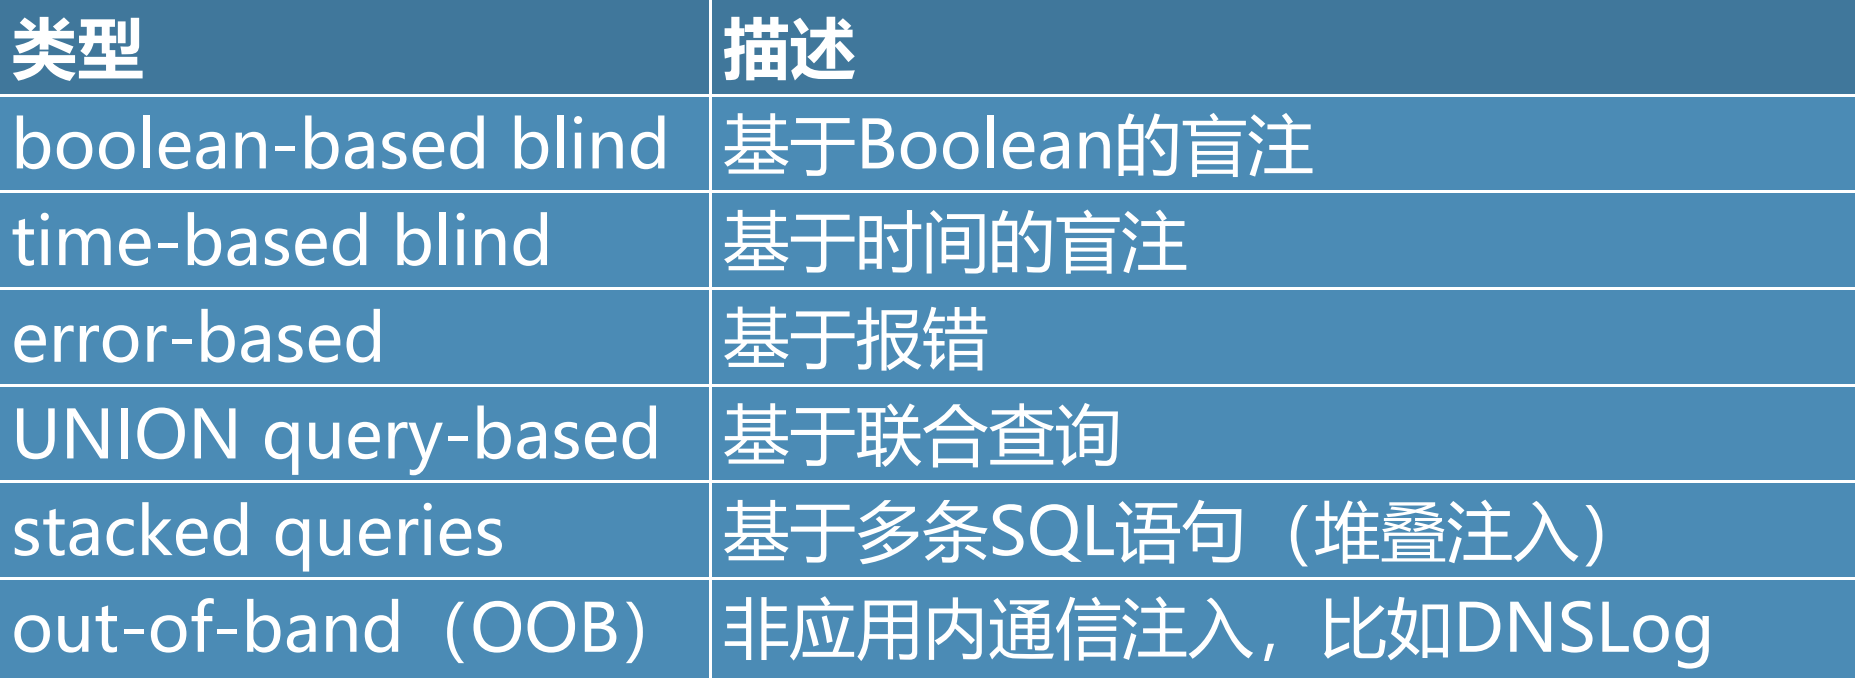 类型 描述
boolean-based blind 基于Boolean的盲注
time-based blind 基于时间的盲注
error-based 基于报错
UNION query-based 基于联合查询
stacked queries 基于多条SQL语句（堆叠注入）
out-of-band（OOB） 非应用内通信注入，比如DNSLog